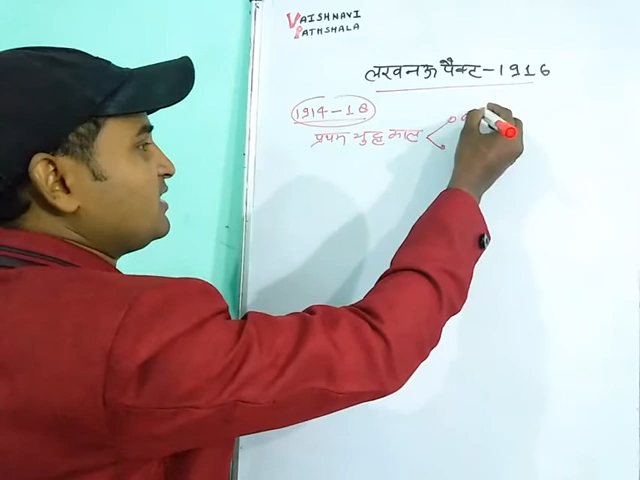 VAISHNAVI
PATHSHALA
लखनऊ पैक्ट - 1916
1914 - 18
प्रथम युद्ध काल